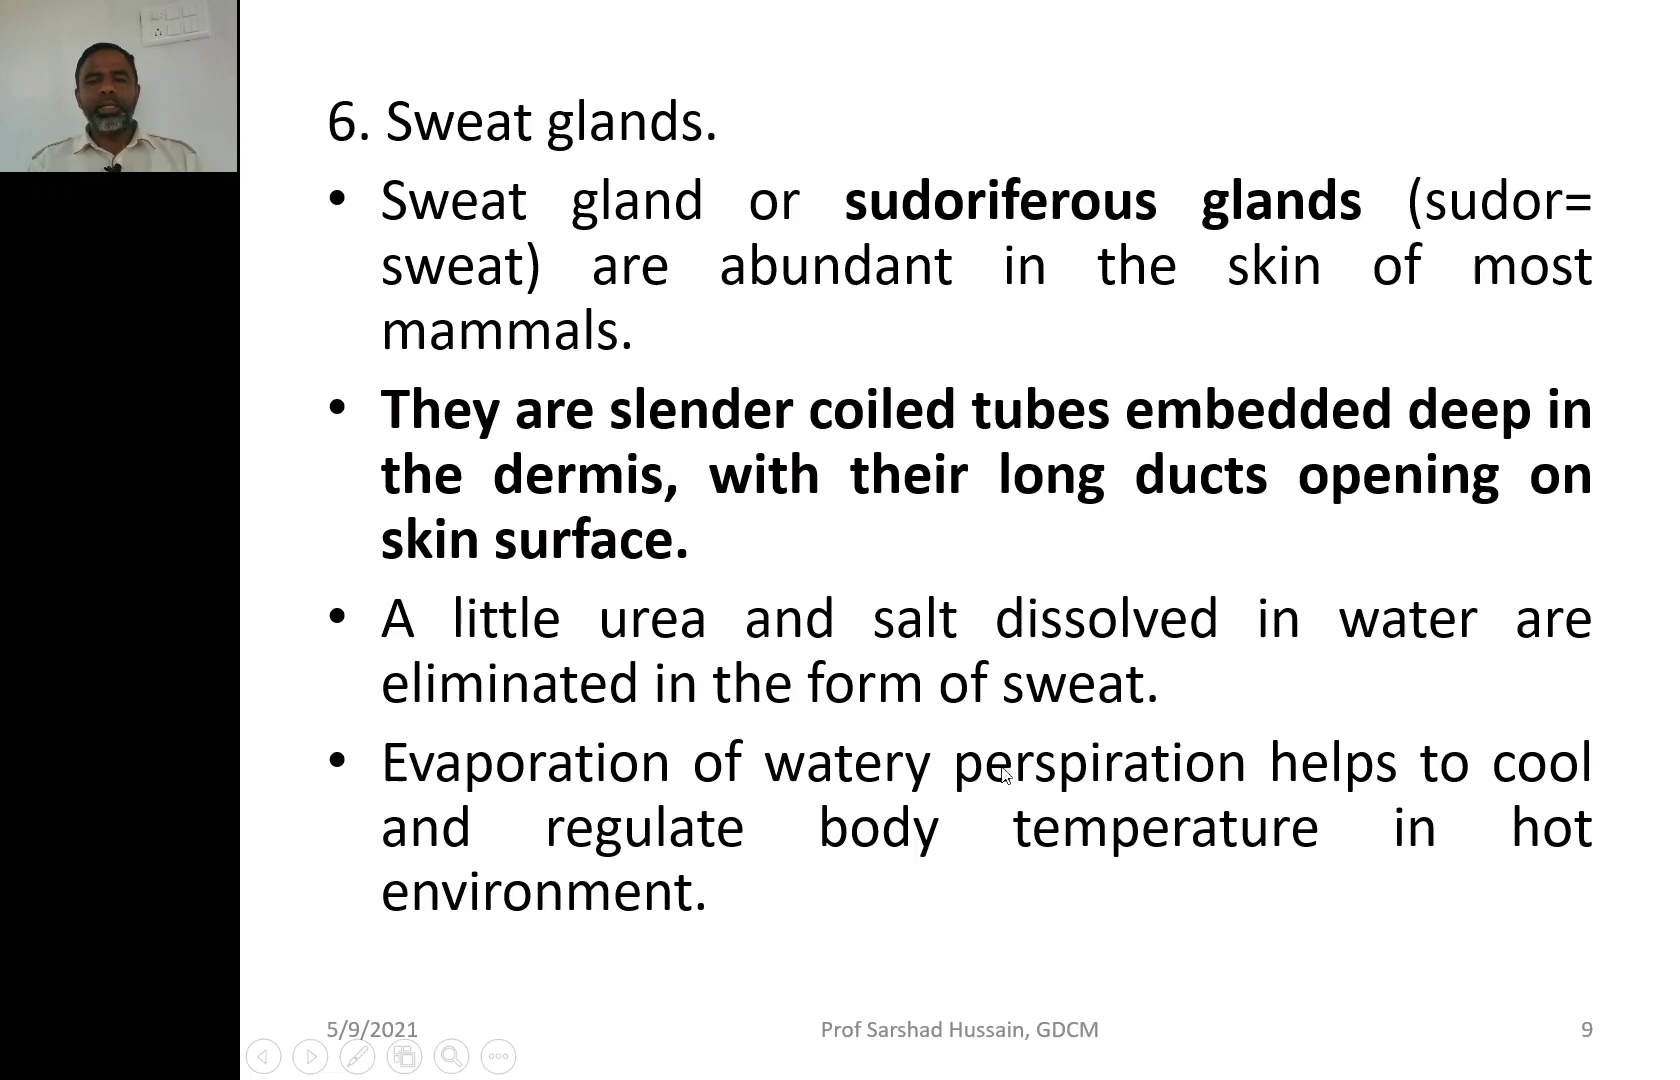 6. Sweat glands.
• Sweat gland or sudoriferous glands (sudor=
sweat) are abundant in the skin of most
mammals.
• They are slender coiled tubes embedded deep in
the dermis, with their long ducts opening on
skin surface.
• A little urea and salt dissolved in water are
eliminated in the form of sweat.
• Evaporation of watery perspiration helps to cool
and regulate body temperature in hot
environment.
5/9/2021
Prof Sarshad Hussain, GDCM
9